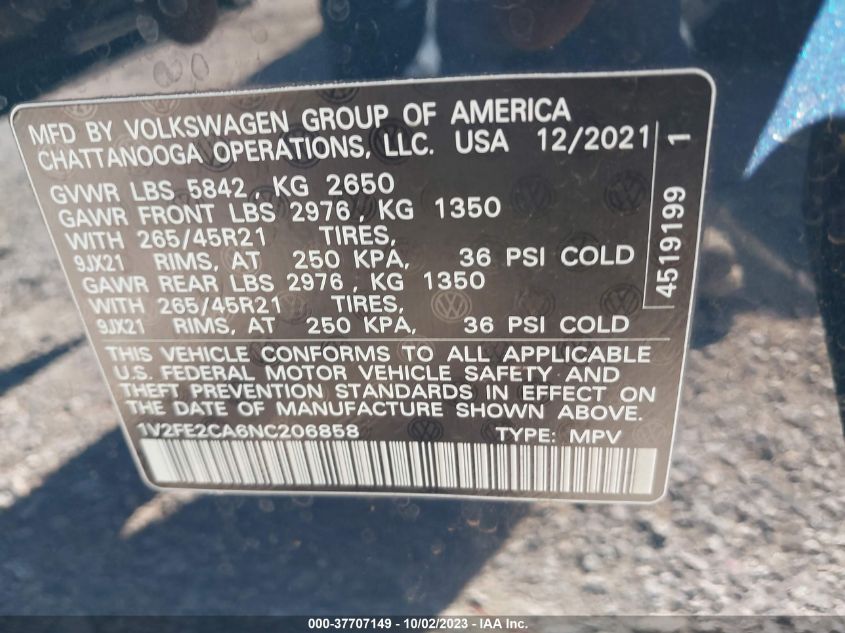 MFD BY VOLKSWAGEN GROUP OF AMERICA
CHATTANOOGA OPERATIONS, LLC. USA 12/2021
GVWR LBS 5842, KG 2650
GAWR FRONT LBS 2976, KG 1350
WITH 265/45R21 TIRES,
9JX21 RIMS, AT 250 KPA, 36 PSI COLD
GAWR REAR LBS 2976, KG 1350
WITH 265/45R21 TIRES,
9JX21 RIMS, AT 250 KPA, 36 PSI COLD
4519199 1
THIS VEHICLE CONFORMS TO ALL APPLICABLE
U.S. FEDERAL MOTOR VEHICLE SAFETY AND
THEFT PREVENTION STANDARDS IN EFFECT ON
THE DATE OF MANUFACTURE SHOWN ABOVE.
1V2FE2CA6NC206858 TYPE: MPV
000-37707149 - 10/02/2023 - IAA Inc.